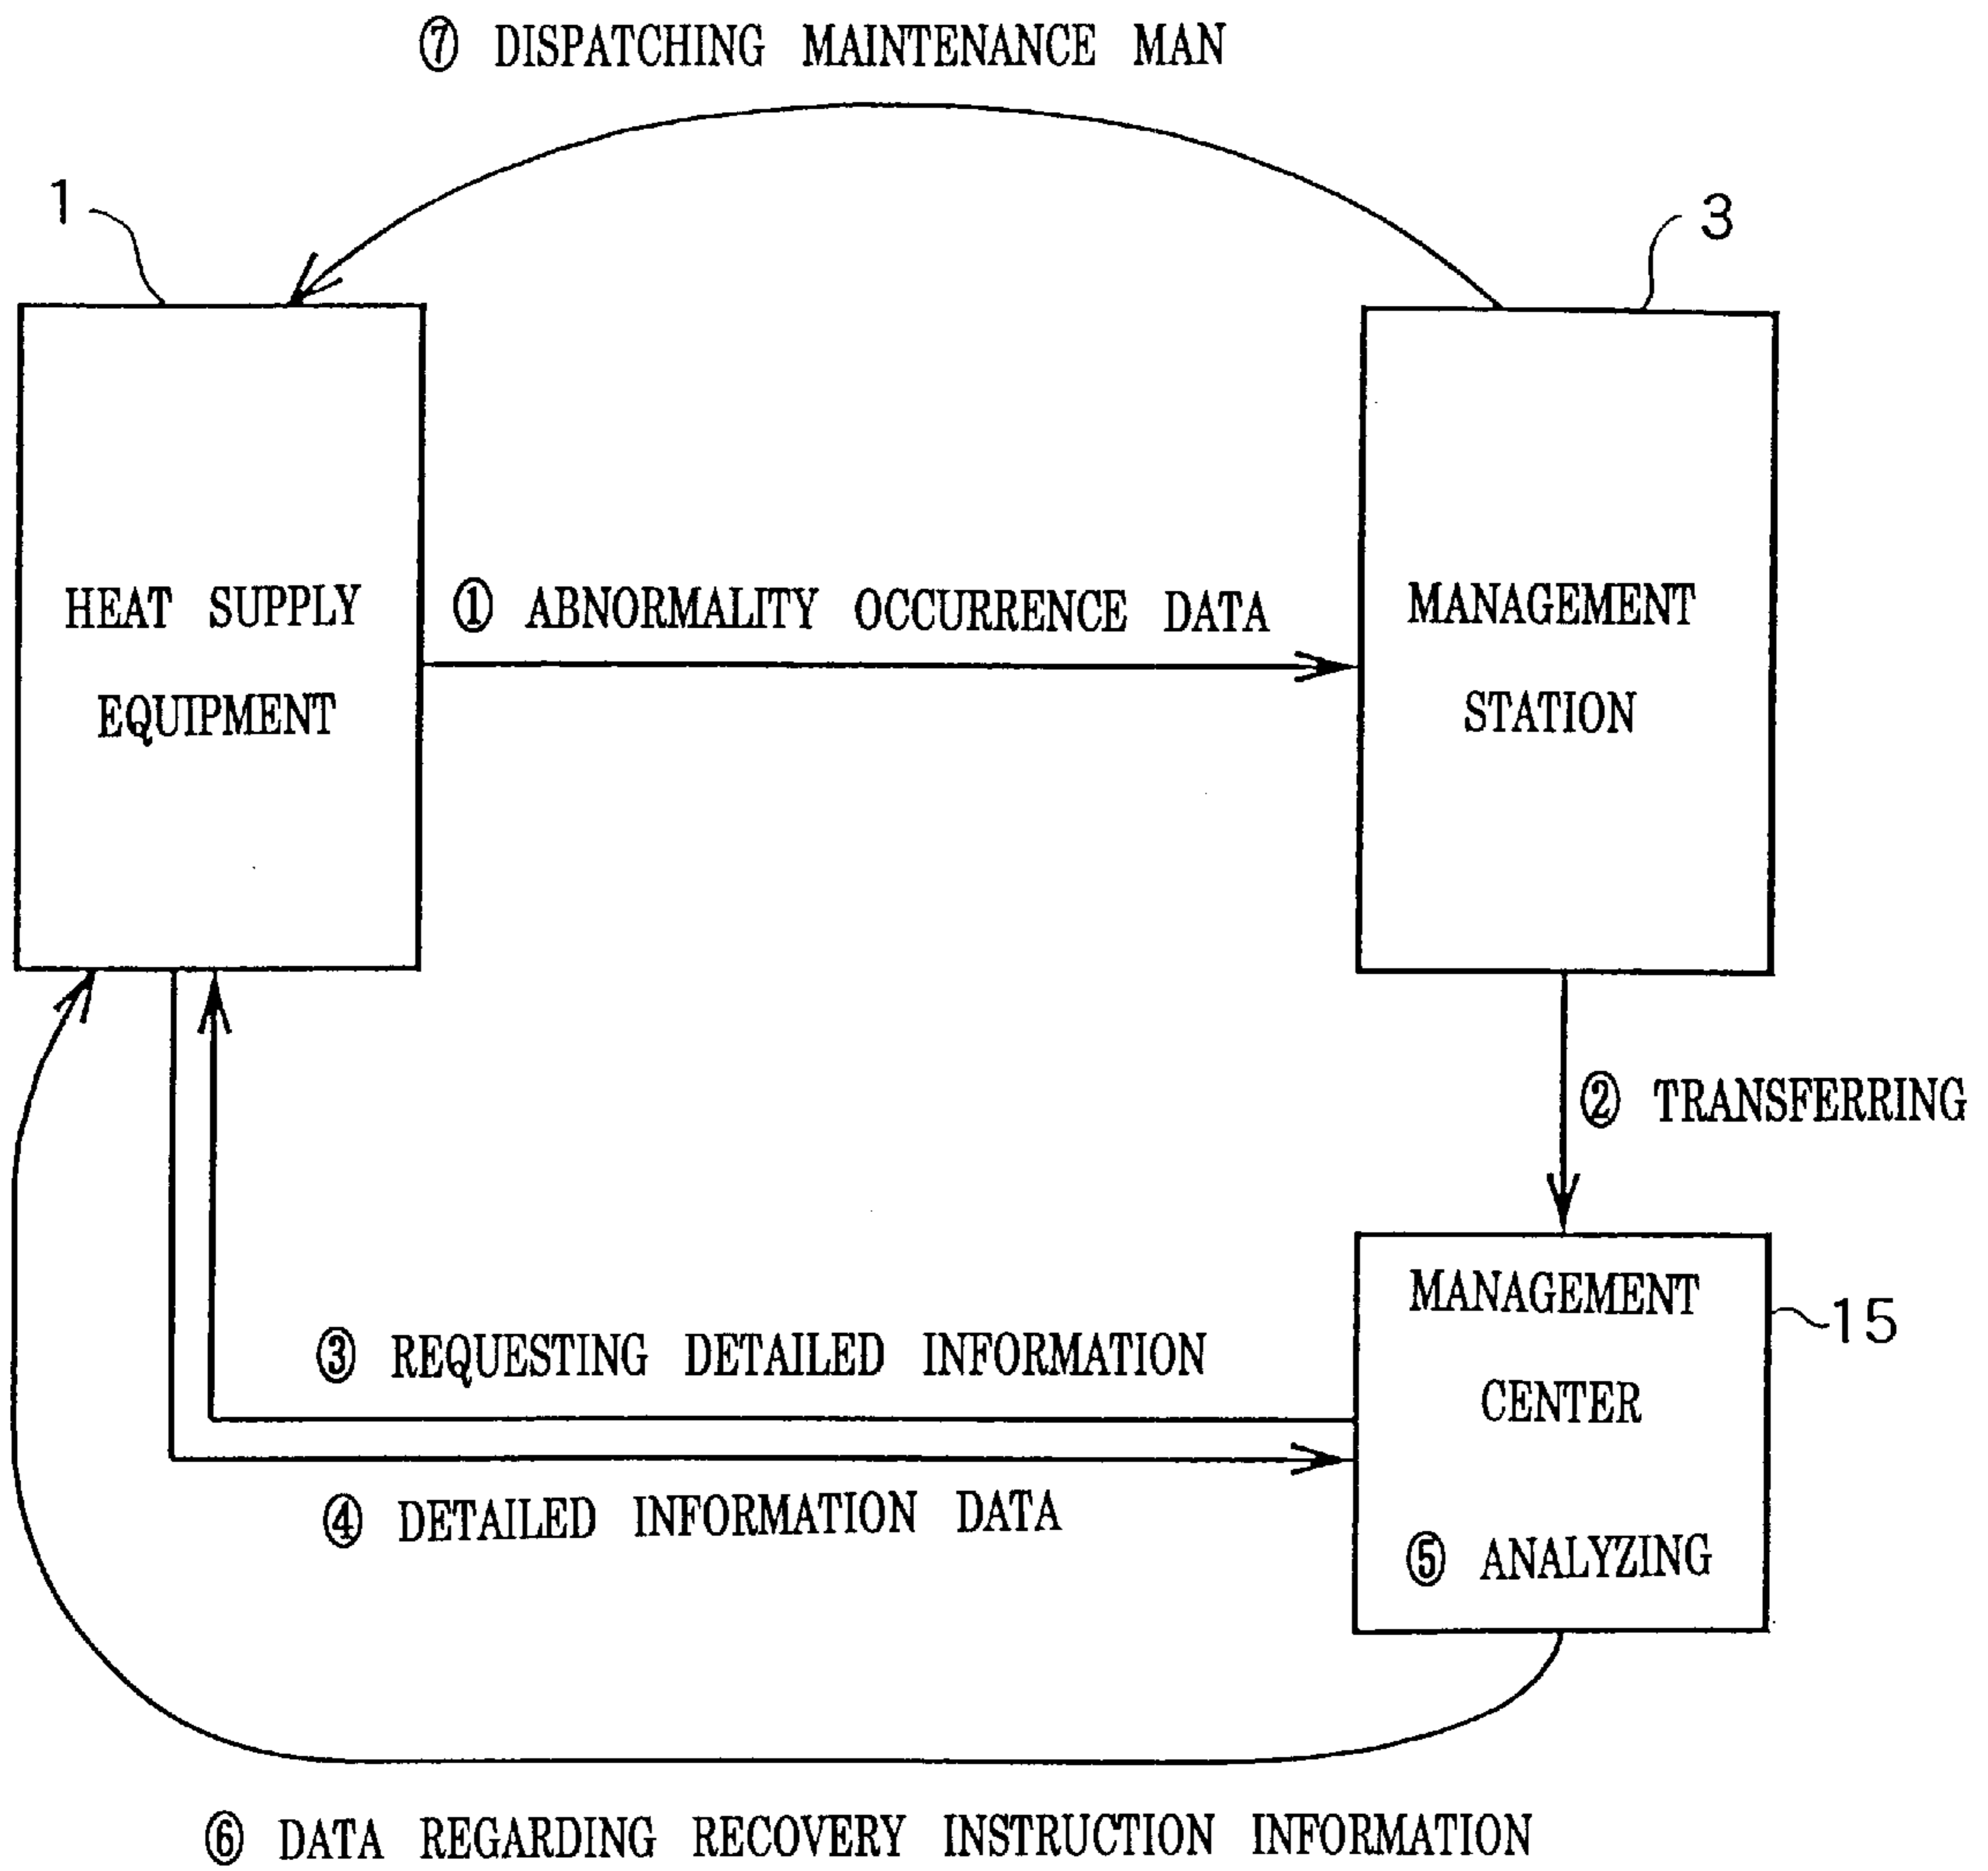 ⑦ DISPATCHING MAINTENANCE MAN
1
3
HEAT SUPPLY
EQUIPMENT
① ABNORMALITY OCCURRENCE DATA
MANAGEMENT
STATION
② TRANSFERRING
MANAGEMENT
CENTER
15
③ REQUESTING DETAILED INFORMATION
④ DETAILED INFORMATION DATA
⑤ ANALYZING
⑥ DATA REGARDING RECOVERY INSTRUCTION INFORMATION